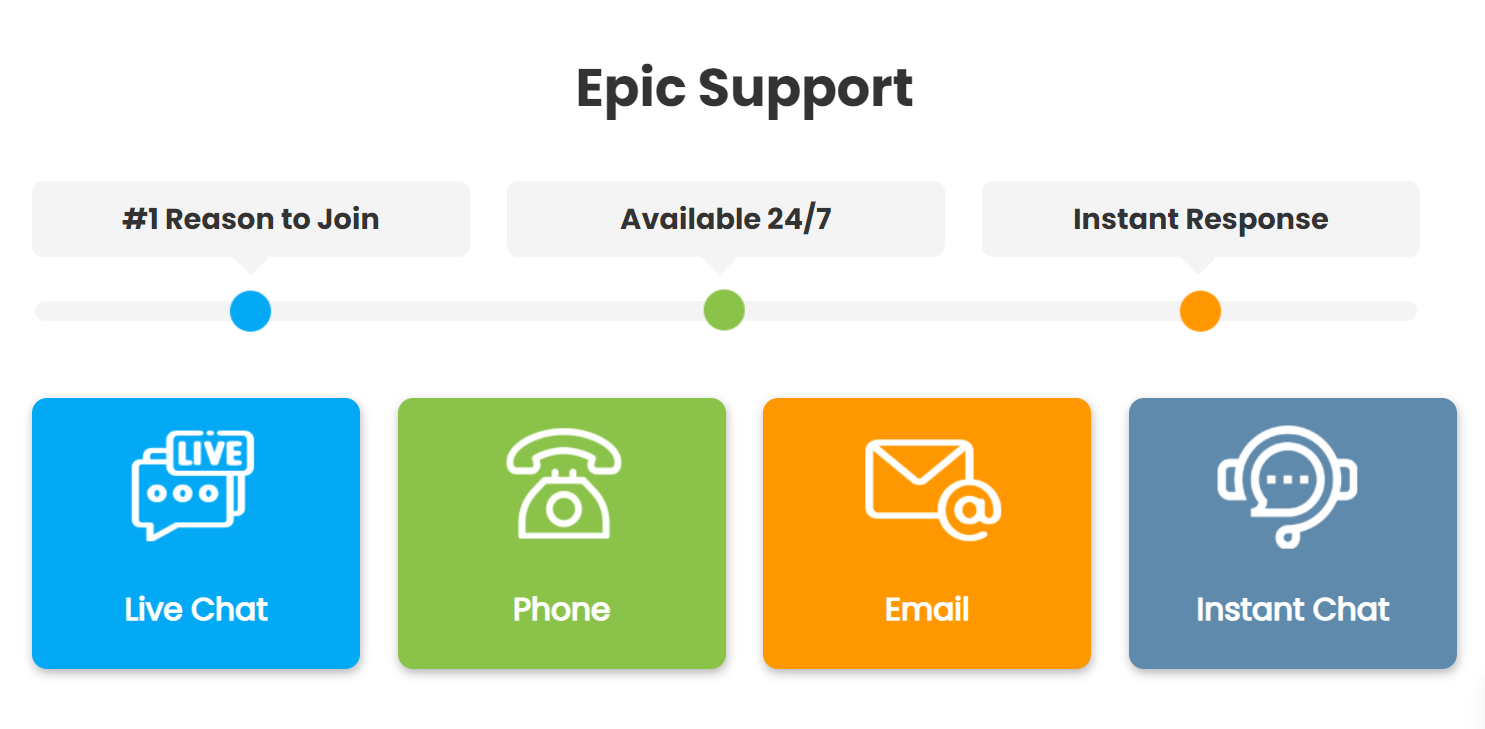 Epic Support
#1 Reason to Join
Available 24/7
Instant Response
LIVE
@
Live Chat
Phone
Email
Instant Chat